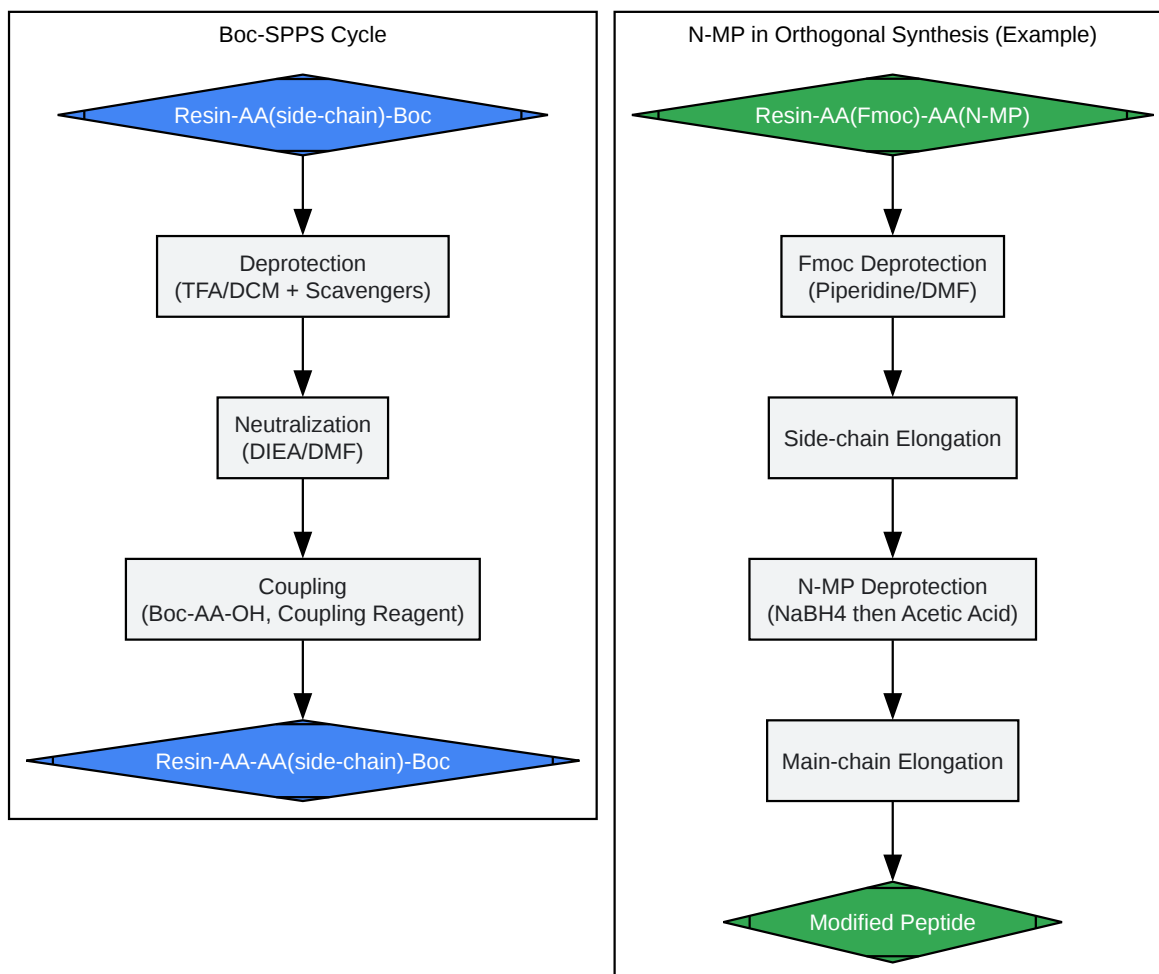 Boc-SPPS Cycle
Resin-AA(side-chain)-Boc
Deprotection
(TFA/DCM + Scavengers)
Neutralization
(DIEA/DMF)
Coupling
(Boc-AA-OH, Coupling Reagent)
Resin-AA-AA(side-chain)-Boc
N-MP in Orthogonal Synthesis (Example)
Resin-AA(Fmoc)-AA(N-MP)
Fmoc Deprotection
(Piperidine/DMF)
Side-chain Elongation
N-MP Deprotection
(NaBH4 then Acetic Acid)
Main-chain Elongation
Modified Peptide